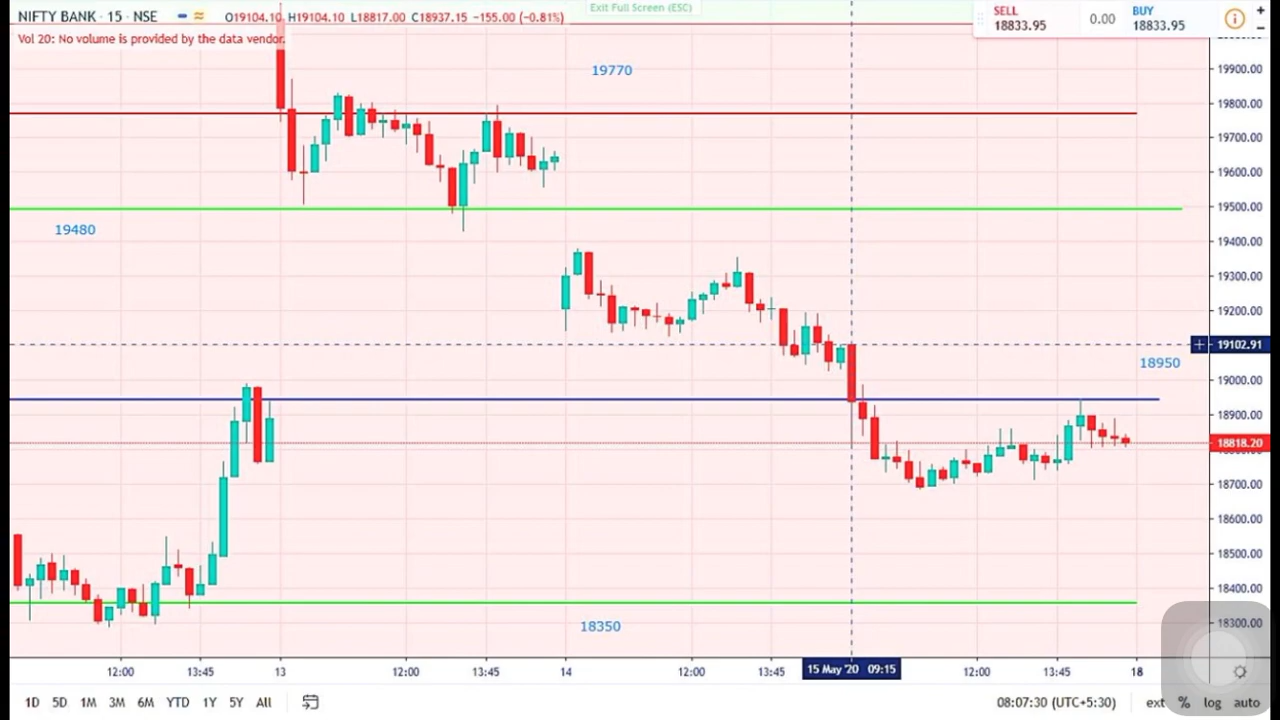 Exit Full Screen (ESC)
NIFTY BANK · 15 · NSE
O19104.10 H19104.10 L18817.00 C18937.15 −155.00 (−0.81%)
Vol 20: No volume is provided by the data vendor.
SELL
18833.95
0.00
BUY
18833.95
19770
19480
18950
18350
19900.00
19800.00
19700.00
19600.00
19500.00
19400.00
19300.00
19200.00
19102.91
19000.00
18900.00
18818.20
18700.00
18600.00
18500.00
18400.00
18300.00
12:00 13:45 13 12:00 13:45 14 12:00 13:45 15 May '20 09:15 12:00 13:45 18
1D 5D 1M 3M 6M YTD 1Y 5Y All
08:07:30 (UTC+5:30) ext % log auto